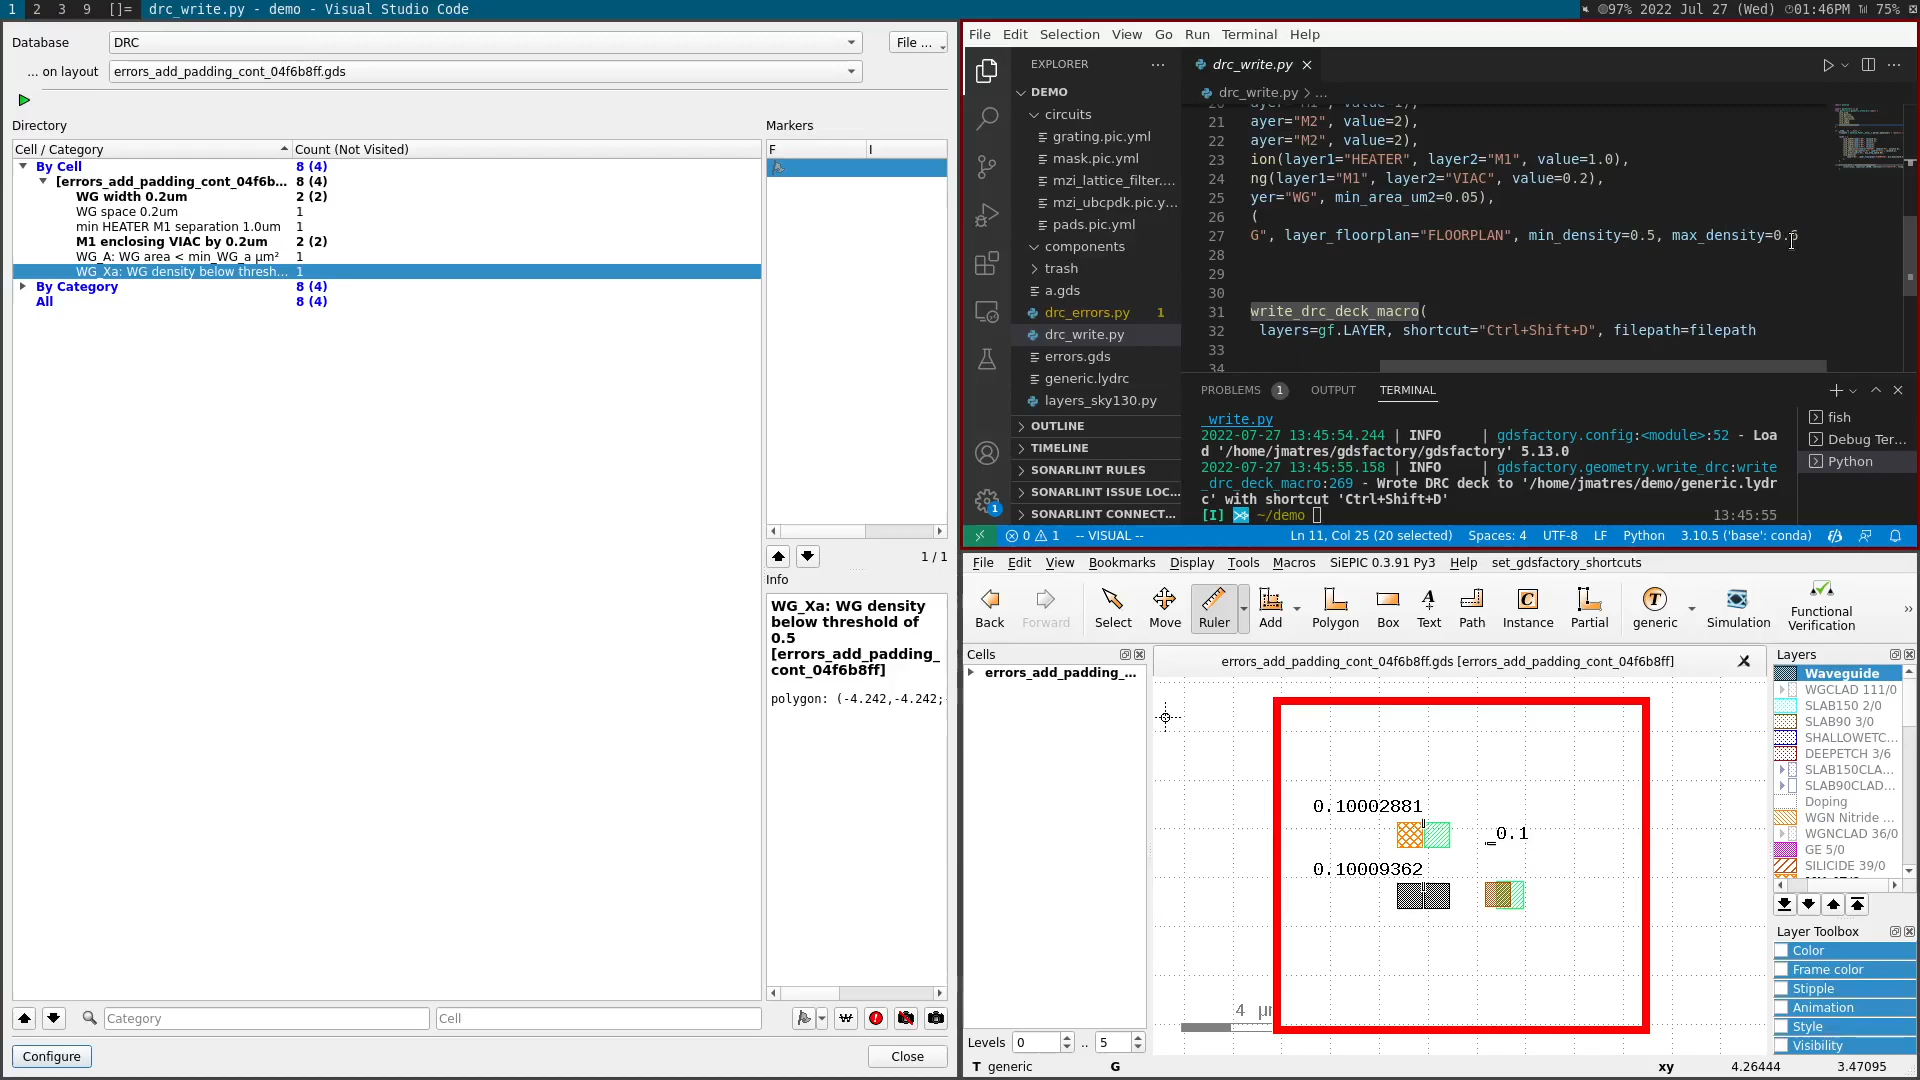 1 2 3 9 []= drc_write.py - demo - Visual Studio Code
97% 2022 Jul 27 (Wed) 01:46PM 75%
Database DRC File ...
... on layout errors_add_padding_cont_04f6b8ff.gds
Directory
Cell / Category Count (Not Visited)
By Cell 8 (4)
[errors_add_padding_cont_04f6b... 8 (4)
WG width 0.2um 2 (2)
WG space 0.2um 1
min HEATER M1 separation 1.0um 1
M1 enclosing VIAC by 0.2um 2 (2)
WG_A: WG area < min_WG_a µm² 1
WG_Xa: WG density below thresh... 1
By Category 8 (4)
All 8 (4)
Category
Cell
Configure
Close
Markers
F I
1 / 1
Info
WG_Xa: WG density
below threshold of
0.5
[errors_add_padding_
cont_04f6b8ff]
polygon: (-4.242,-4.242;
File Edit Selection View Go Run Terminal Help
EXPLORER ...
DEMO
circuits
grating.pic.yml
mask.pic.yml
mzi_lattice_filter....
mzi_ubcpdk.pic.y...
pads.pic.yml
components
trash
a.gds
drc_errors.py 1
drc_write.py
errors.gds
generic.lydrc
layers_sky130.py
OUTLINE
TIMELINE
SONARLINT RULES
SONARLINT ISSUE LOC...
SONARLINT CONNECT...
1
drc_write.py
drc_write.py > ...
21 ayer="M2", value=2),
22 ayer="M2", value=2),
23 ion(layer1="HEATER", layer2="M1", value=1.0),
24 ng(layer1="M1", layer2="VIAC", value=0.2),
25 yer="WG", min_area_um2=0.05),
26 (
27 G", layer_floorplan="FLOORPLAN", min_density=0.5, max_density=0.6
28
29
30
31 write_drc_deck_macro(
32 layers=gf.LAYER, shortcut="Ctrl+Shift+D", filepath=filepath
33
34
PROBLEMS 1 OUTPUT TERMINAL
_write.py
2022-07-27 13:45:54.244 | INFO | gdsfactory.config:<module>:52 - Loa
d '/home/jmatres/gdsfactory/gdsfactory' 5.13.0
2022-07-27 13:45:55.158 | INFO | gdsfactory.geometry.write_drc:write
_drc_deck_macro:269 - Wrote DRC deck to '/home/jmatres/demo/generic.lydr
c' with shortcut 'Ctrl+Shift+D'
[I] ~/demo 13:45:55
fish
Debug Ter...
Python
0 1 -- VISUAL -- Ln 11, Col 25 (20 selected) Spaces: 4 UTF-8 LF Python 3.10.5 ('base': conda)
File Edit View Bookmarks Display Tools Macros SiEPIC 0.3.91 Py3 Help set_gdsfactory_shortcuts
Back Forward Select Move Ruler Add Polygon Box Text Path Instance Partial generic Simulation Functional Verification »
Cells
errors_add_padding_...
errors_add_padding_cont_04f6b8ff.gds [errors_add_padding_cont_04f6b8ff]
0.10002881
0.1
0.10009362
4 µ
Layers
Waveguide
WGCLAD 111/0
SLAB150 2/0
SLAB90 3/0
SHALLOWETC...
DEEPETCH 3/6
SLAB150CLA...
SLAB90CLAD...
Doping
WGN Nitride ...
WGNCLAD 36/0
GE 5/0
SILICIDE 39/0
Layer Toolbox
Color
Frame color
Stipple
Animation
Style
Visibility
Levels 0 .. 5
T generic G xy 4.26444 3.47095